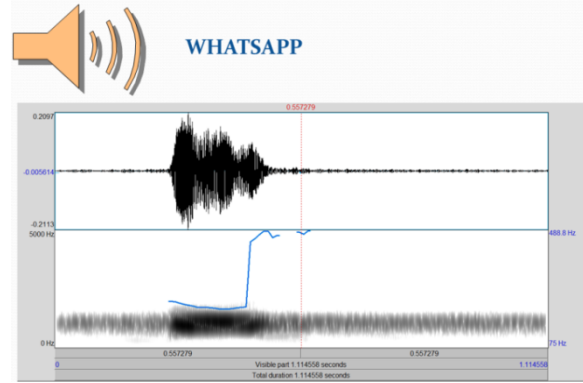 WHATSAPP
0.557279
0.2097
-0.005614
-0.2113
5000 Hz
488.8 Hz
0 Hz
75 Hz
0.557279
0.557279
0
Visible part 1.114558 seconds
1.114558
Total duration 1.114558 seconds